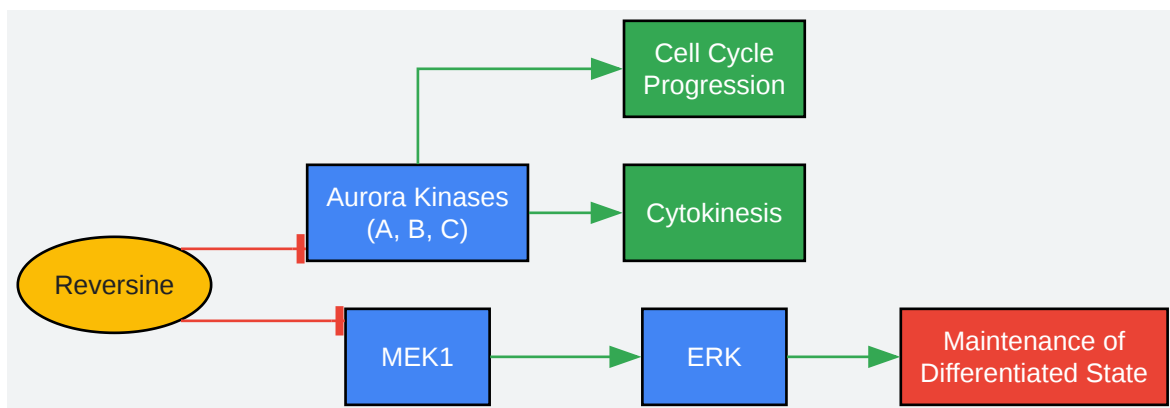 Cell Cycle
Progression
Aurora Kinases
(A, B, C)
Cytokinesis
Reversine
MEK1
ERK
Maintenance of
Differentiated State